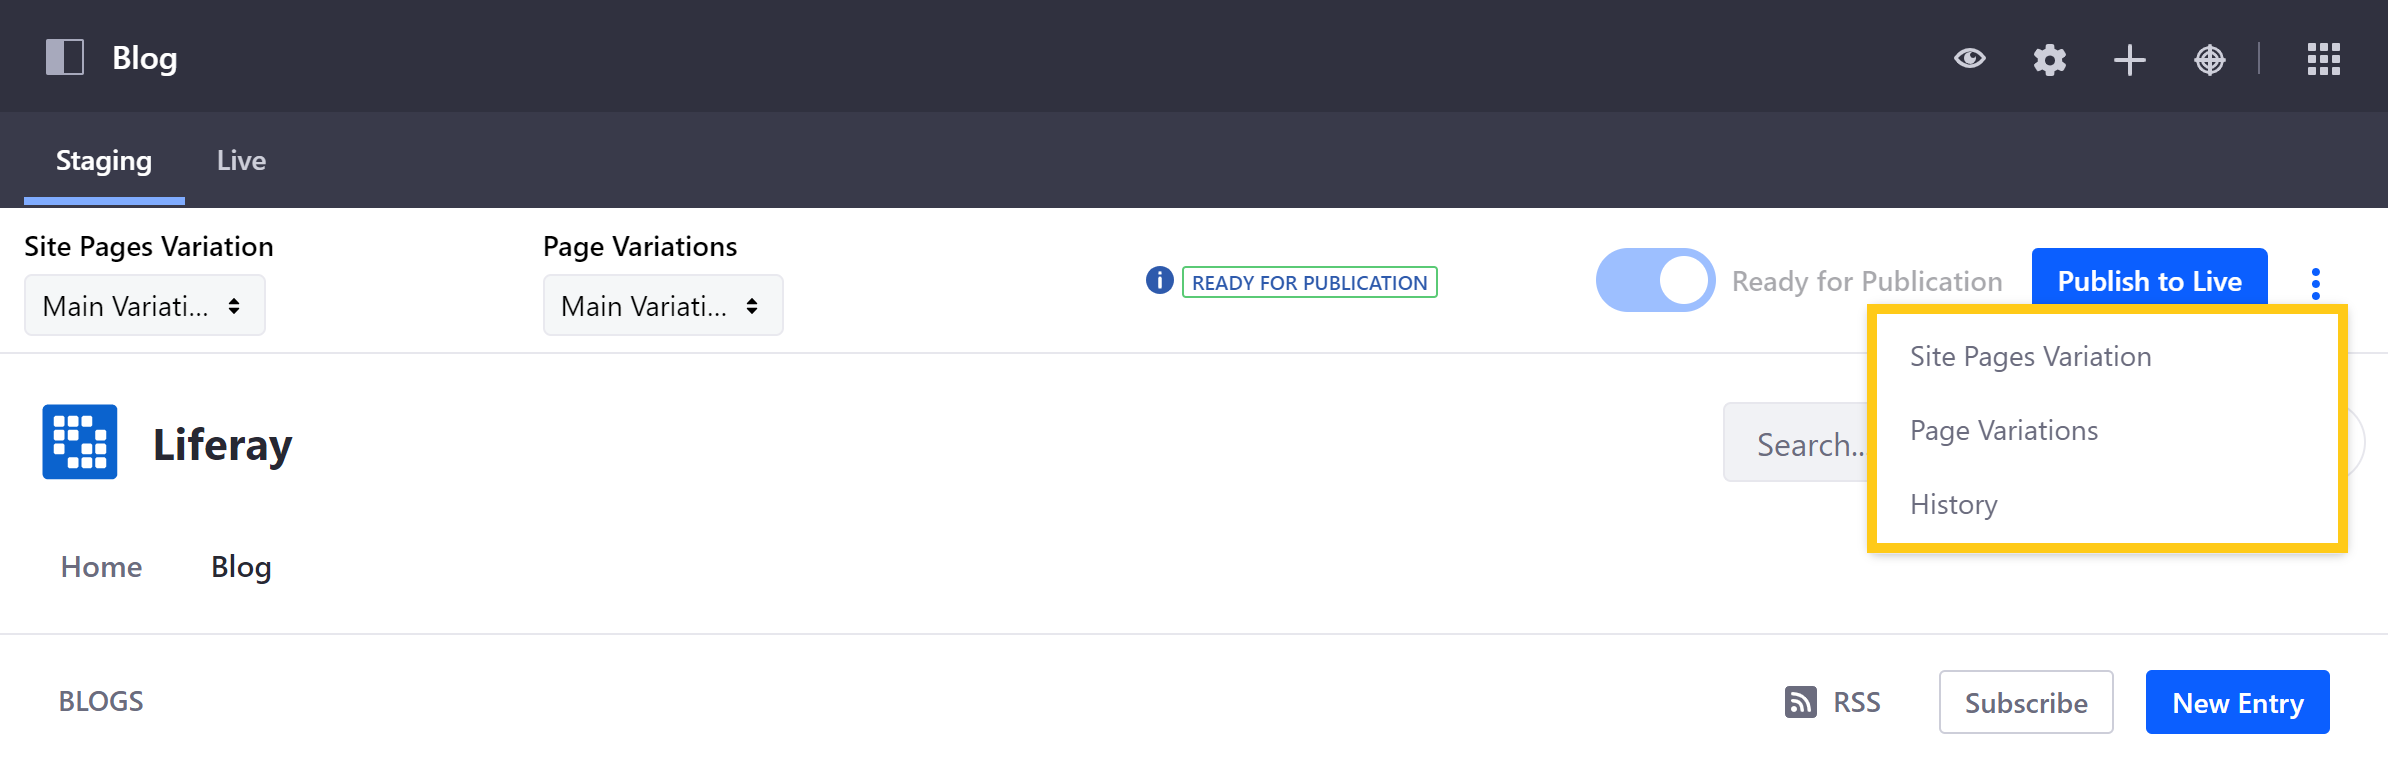 Blog
Staging Live
Site Pages Variation Page Variations
Main Variati... Main Variati...
READY FOR PUBLICATION
Ready for Publication Publish to Live
Site Pages Variation
Page Variations
History
Liferay
Search...
Home Blog
BLOGS RSS Subscribe New Entry